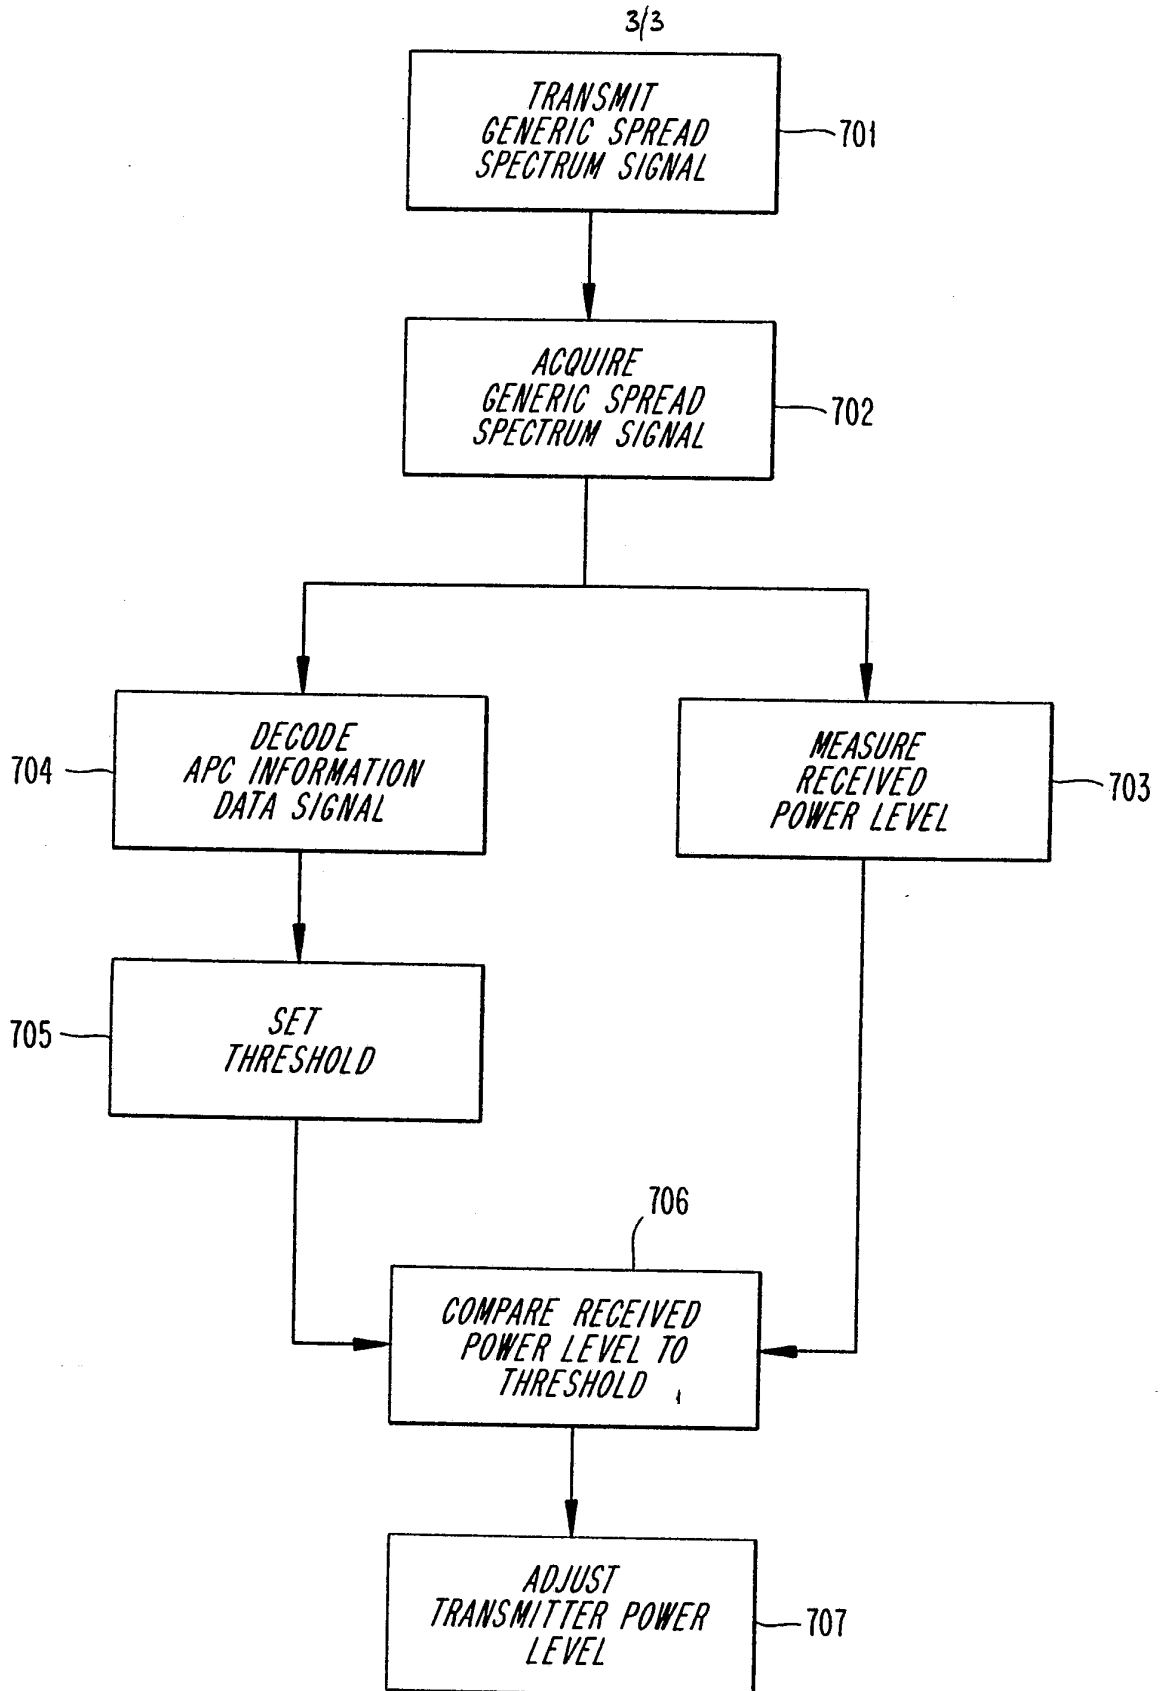 3/3
TRANSMIT
GENERIC SPREAD
SPECTRUM SIGNAL
701
ACQUIRE
GENERIC SPREAD
SPECTRUM SIGNAL
702
DECODE
APC INFORMATION
DATA SIGNAL
704
MEASURE
RECEIVED
POWER LEVEL
703
SET
THRESHOLD
705
706
COMPARE RECEIVED
POWER LEVEL TO
THRESHOLD
ADJUST
TRANSMITTER POWER
LEVEL
707